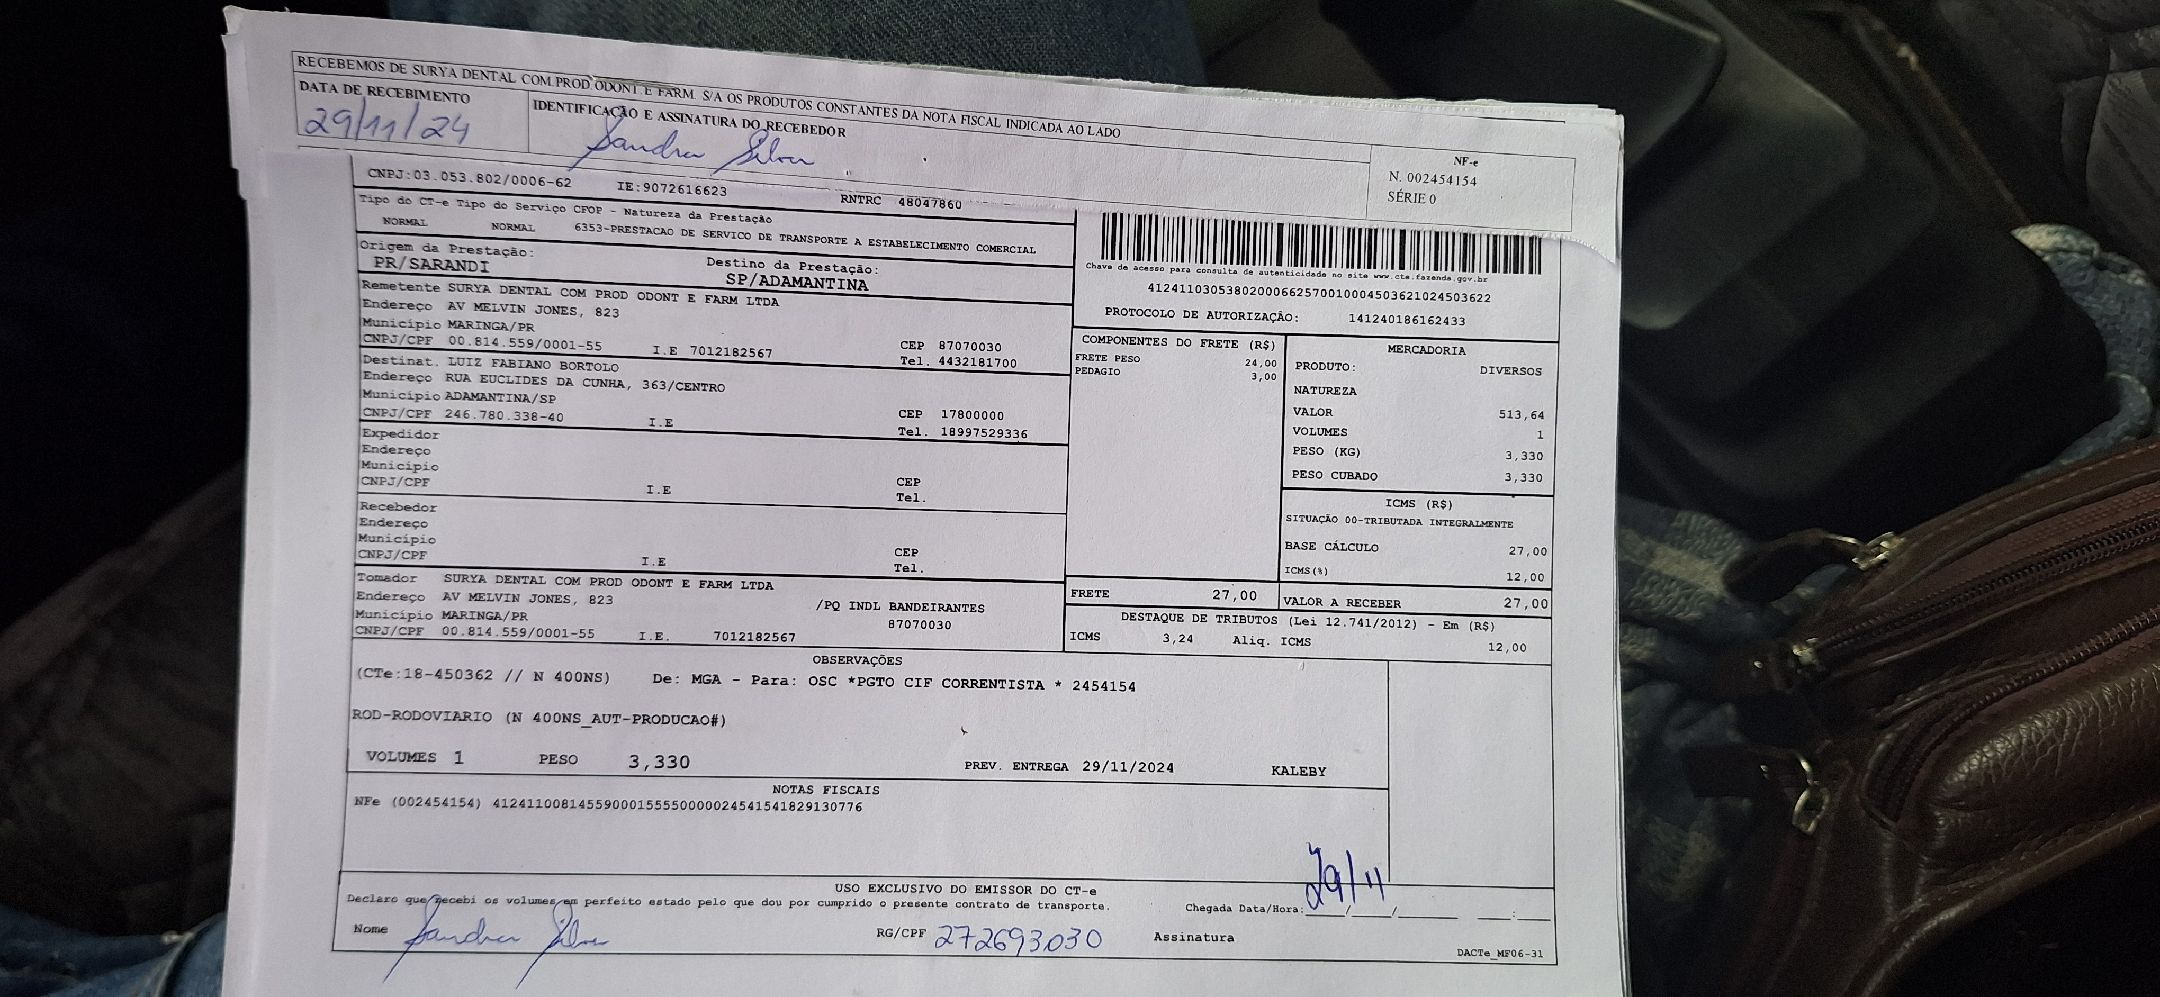 RECEBEMOS DE SURYA DENTAL COM PROD ODONT E FARM. S/A OS PRODUTOS CONSTANTES DA NOTA FISCAL INDICADA AO LADO
DATA DE RECEBIMENTO
29/11/24
IDENTIFICAÇÃO E ASSINATURA DO RECEBEDOR
Sandra Silva
NF-e
N. 002454154
SÉRIE 0
CNPJ:03.053.802/0006-62 IE:9072616623 RNTRC 48047860
Tipo do CT-e Tipo do Serviço CFOP - Natureza da Prestação
NORMAL NORMAL 6353-PRESTACAO DE SERVICO DE TRANSPORTE A ESTABELECIMENTO COMERCIAL
Origem da Prestação: Destino da Prestação:
PR/SARANDI SP/ADAMANTINA
Chave de acesso para consulta de autenticidade no site www.cte.fazenda.gov.br
41241103053802000662570010004503621024503622
PROTOCOLO DE AUTORIZAÇÃO: 141240186162433
Remetente SURYA DENTAL COM PROD ODONT E FARM LTDA
Endereço AV MELVIN JONES, 823
Município MARINGA/PR CEP 87070030
CNPJ/CPF 00.814.559/0001-55 I.E 7012182567 Tel. 4432181700
Destinat. LUIZ FABIANO BORTOLO
Endereço RUA EUCLIDES DA CUNHA, 363/CENTRO
Município ADAMANTINA/SP CEP 17800000
CNPJ/CPF 246.780.338-40 I.E Tel. 18997529336
Expedidor
Endereço
Município CEP
CNPJ/CPF I.E Tel.
Recebedor
Endereço
Município CEP
CNPJ/CPF I.E Tel.
Tomador SURYA DENTAL COM PROD ODONT E FARM LTDA
Endereço AV MELVIN JONES, 823 /PQ INDL BANDEIRANTES
Município MARINGA/PR 87070030
CNPJ/CPF 00.814.559/0001-55 I.E. 7012182567
COMPONENTES DO FRETE (R$)
FRETE PESO 24,00
PEDAGIO 3,00
MERCADORIA
PRODUTO: DIVERSOS
NATUREZA
VALOR 513,64
VOLUMES 1
PESO (KG) 3,330
PESO CUBADO 3,330
ICMS (R$)
SITUAÇÃO 00-TRIBUTADA INTEGRALMENTE
BASE CÁLCULO 27,00
ICMS(%) 12,00
FRETE 27,00 VALOR A RECEBER 27,00
DESTAQUE DE TRIBUTOS (Lei 12.741/2012) - Em (R$)
ICMS 3,24 Aliq. ICMS 12,00
OBSERVAÇÕES
(CTe:18-450362 // N 400NS) De: MGA - Para: OSC *PGTO CIF CORRENTISTA * 2454154
ROD-RODOVIARIO (N 400NS_AUT-PRODUCAO#)
VOLUMES 1 PESO 3,330 PREV. ENTREGA 29/11/2024 KALEBY
NOTAS FISCAIS
NFe (002454154) 41241100814559000155550000024541541829130776
USO EXCLUSIVO DO EMISSOR DO CT-e
Declaro que recebi os volumes em perfeito estado pelo que dou por cumprido o presente contrato de transporte.
Chegada Data/Hora: 29/11 __/__/____ __:__
Nome Sandra Silva RG/CPF 272693030 Assinatura
DACTe_MF06-31